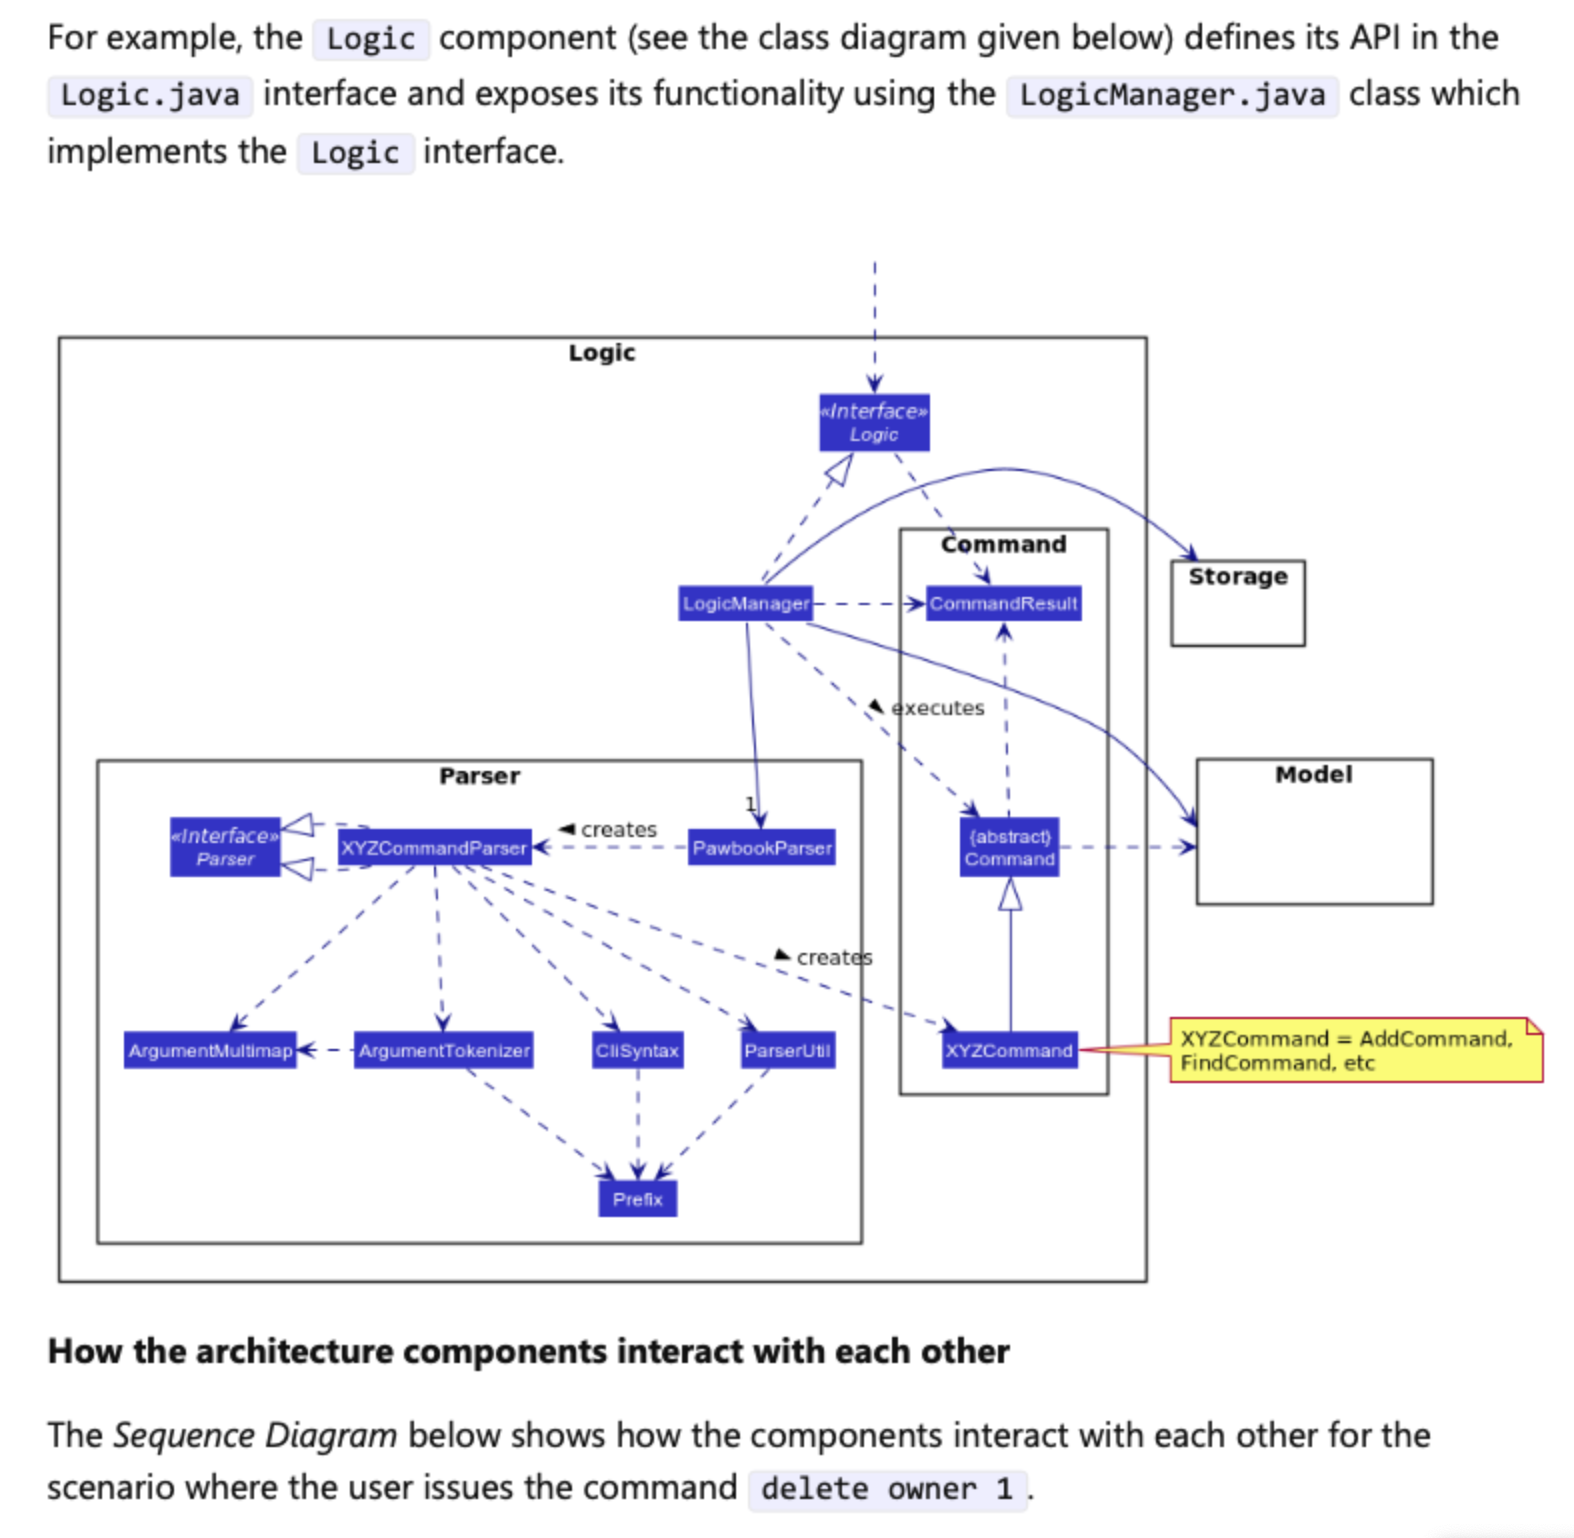 For example, the Logic component (see the class diagram given below) defines its API in the
Logic.java interface and exposes its functionality using the LogicManager.java class which
implements the Logic interface.
Logic
«Interface»
Logic
Command
Storage
LogicManager
CommandResult
executes
Parser
Model
1
«Interface»
Parser
XYZCommandParser
creates
PawbookParser
{abstract}
Command
creates
ArgumentMultimap
ArgumentTokenizer
CliSyntax
ParserUtil
XYZCommand
XYZCommand = AddCommand,
FindCommand, etc
Prefix
How the architecture components interact with each other
The Sequence Diagram below shows how the components interact with each other for the
scenario where the user issues the command delete owner 1.